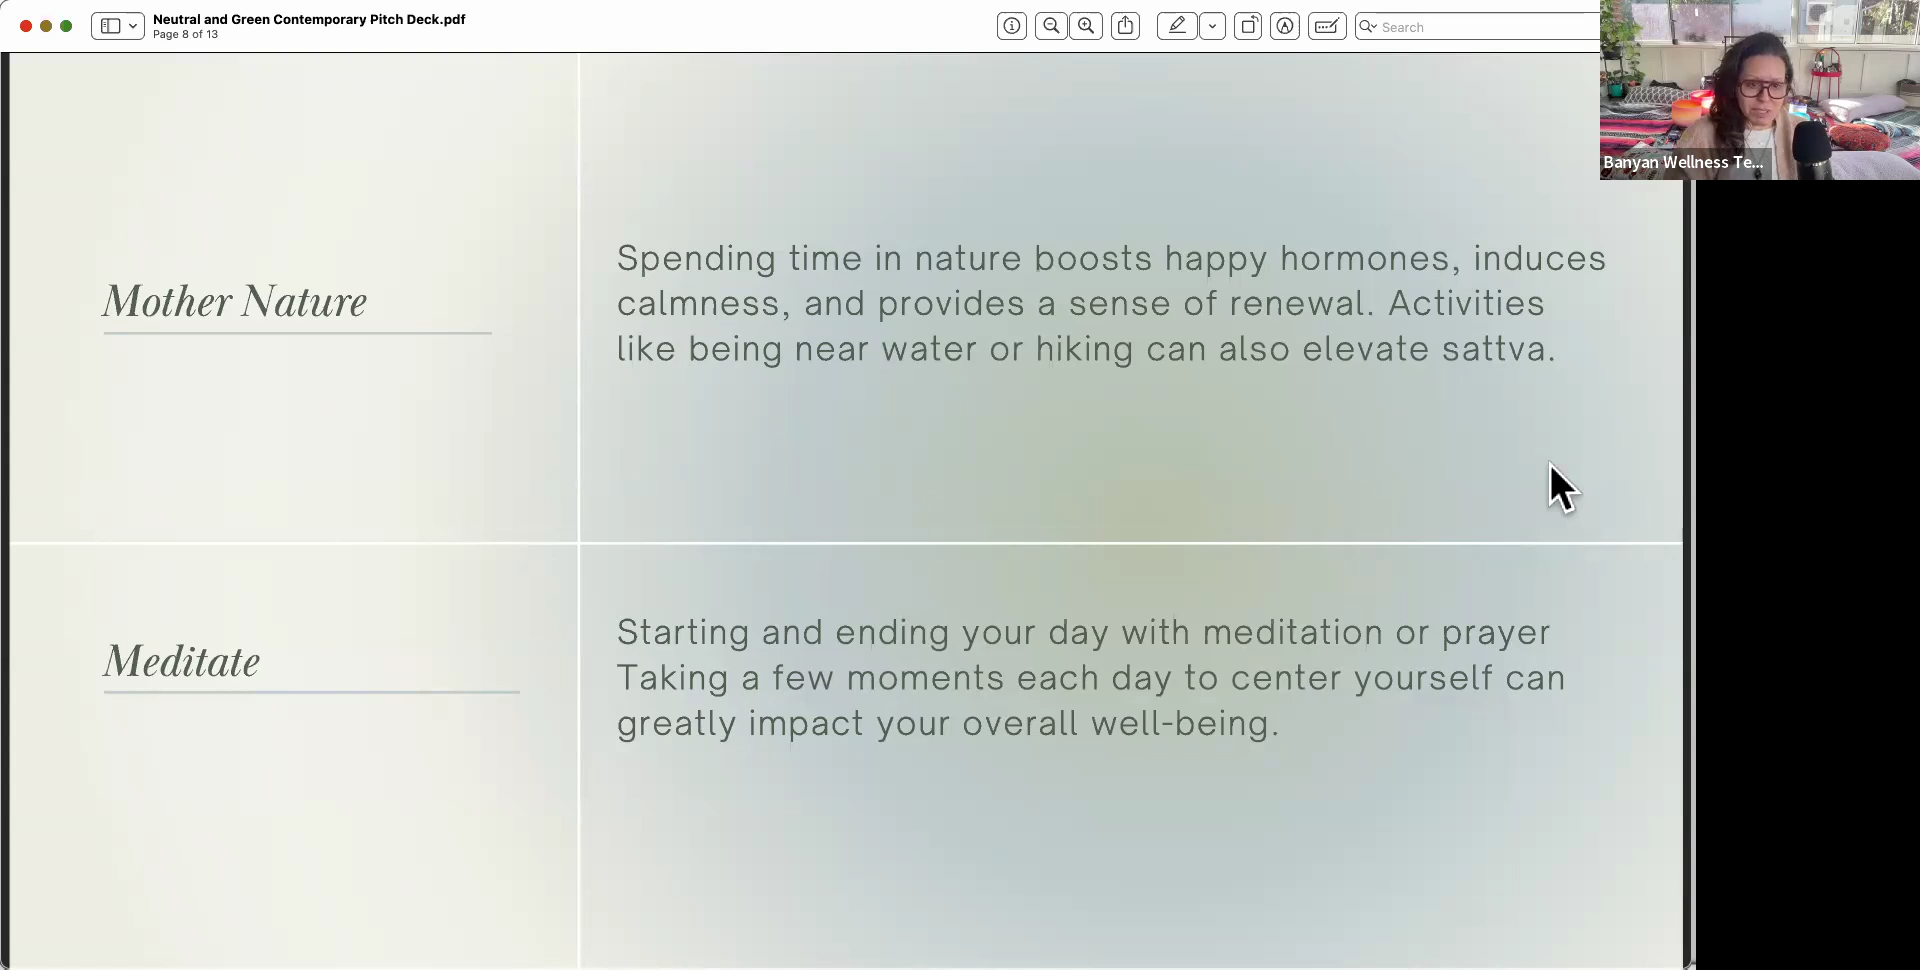 Neutral and Green Contemporary Pitch Deck.pdf
Page 8 of 13
Search
Banyan Wellness Te...
Mother Nature
Spending time in nature boosts happy hormones, induces
calmness, and provides a sense of renewal. Activities
like being near water or hiking can also elevate sattva.
Meditate
Starting and ending your day with meditation or prayer
Taking a few moments each day to center yourself can
greatly impact your overall well-being.